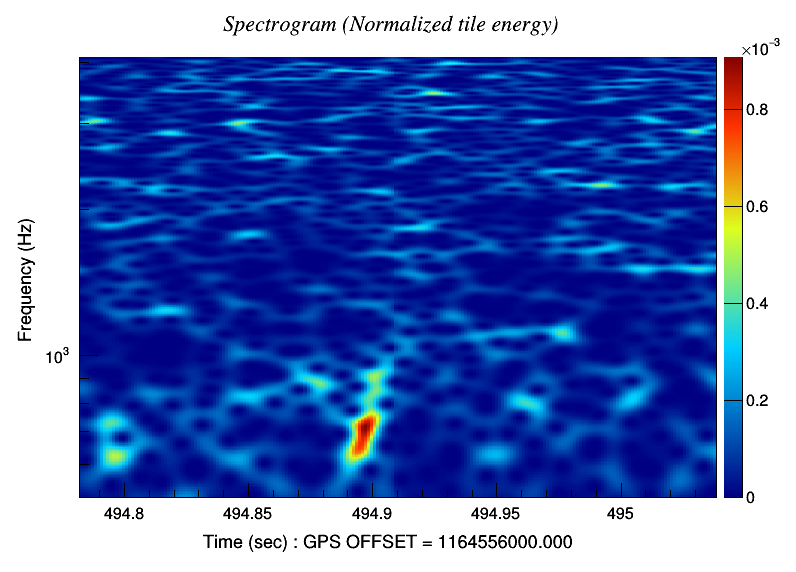 Spectrogram (Normalized tile energy)
×10⁻³
0.8
0.6
0.4
0.2
0
Frequency (Hz)
10³
494.8 494.85 494.9 494.95 495
Time (sec) : GPS OFFSET = 1164556000.000